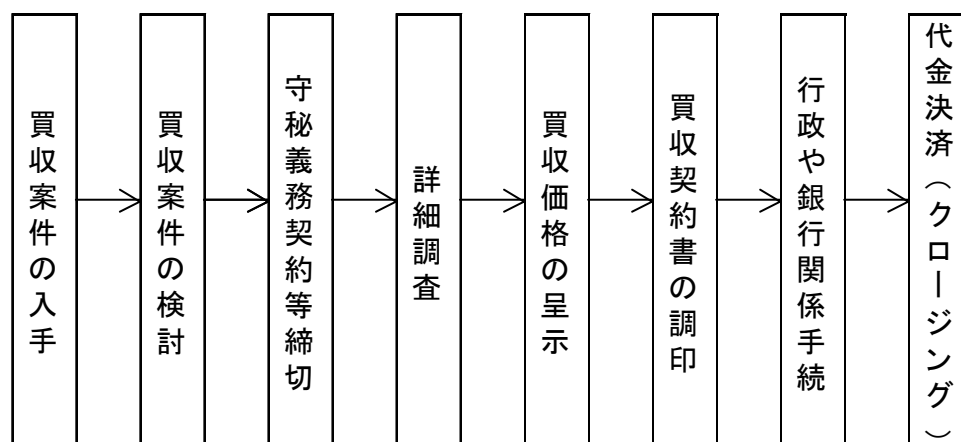 買収案件の入手
買収案件の検討
守秘義務契約等締切
詳細調査
買収価格の呈示
買収契約書の調印
行政や銀行関係手続
代金決済（クロージング）